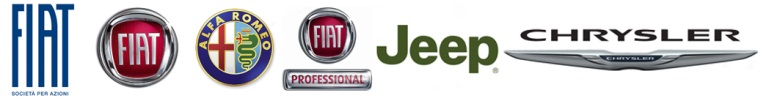 FIAT
SOCIETÀ PER AZIONI
FIAT
ALFA ROMEO
FIAT
PROFESSIONAL
Jeep®
CHRYSLER
CHRYSLER